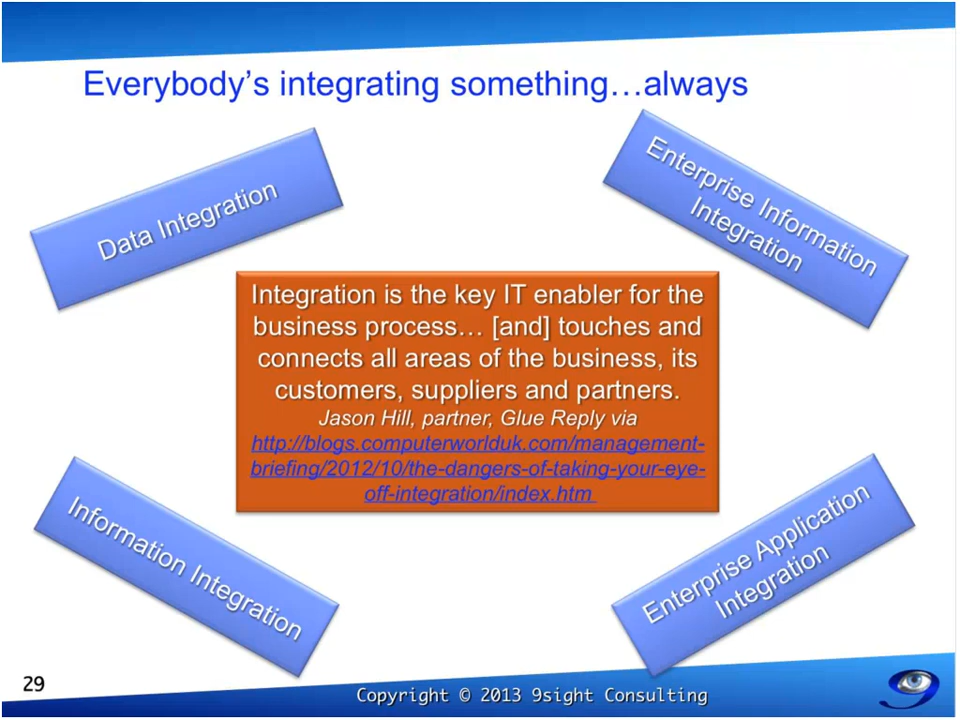 Everybody’s integrating something…always
Data Integration
Enterprise Information
Integration
Integration is the key IT enabler for the
business process… [and] touches and
connects all areas of the business, its
customers, suppliers and partners.
Jason Hill, partner, Glue Reply via
http://blogs.computerworlduk.com/management-
briefing/2012/10/the-dangers-of-taking-your-eye-
off-integration/index.htm
Information Integration
Enterprise Application
Integration
29
Copyright © 2013 9sight Consulting